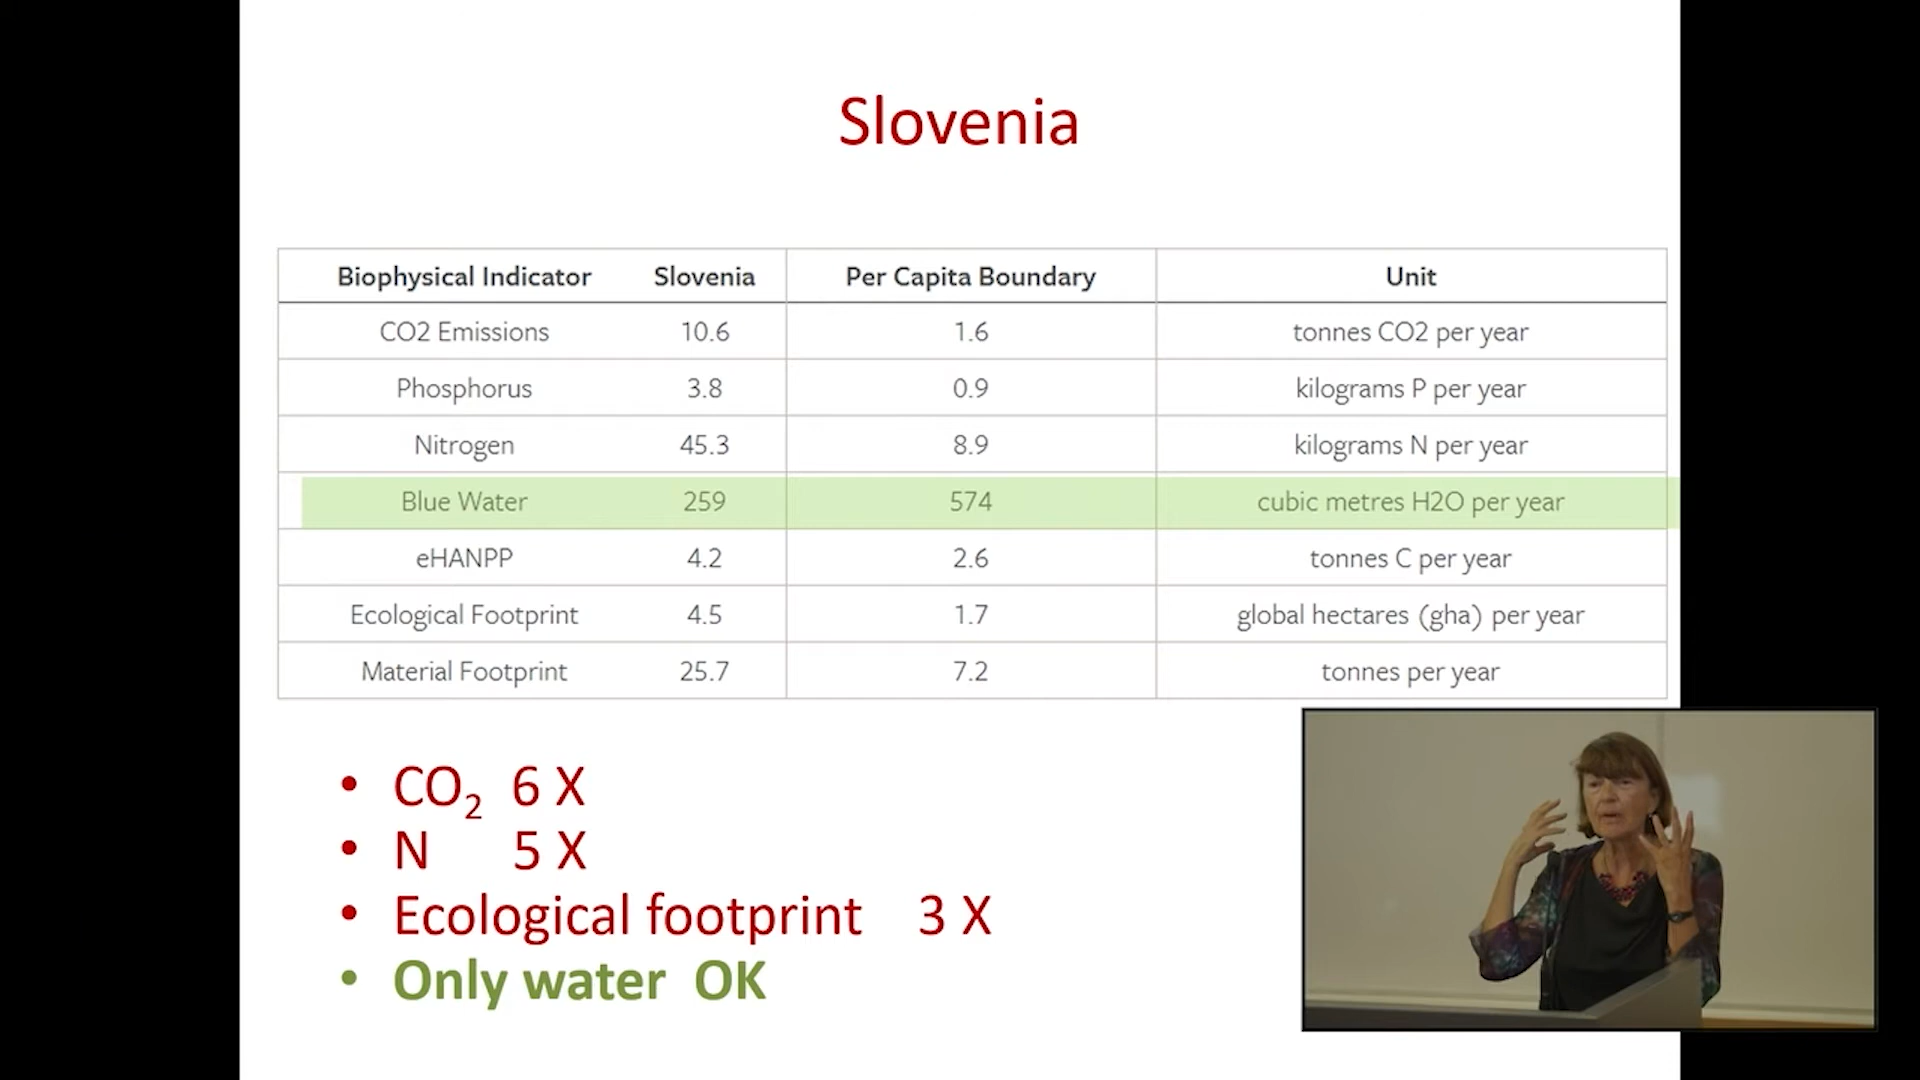 Slovenia
Biophysical Indicator Slovenia Per Capita Boundary Unit
CO2 Emissions 10.6 1.6 tonnes CO2 per year
Phosphorus 3.8 0.9 kilograms P per year
Nitrogen 45.3 8.9 kilograms N per year
Blue Water 259 574 cubic metres H2O per year
eHANPP 4.2 2.6 tonnes C per year
Ecological Footprint 4.5 1.7 global hectares (gha) per year
Material Footprint 25.7 7.2 tonnes per year
• CO₂ 6 X
• N 5 X
• Ecological footprint 3 X
• Only water OK